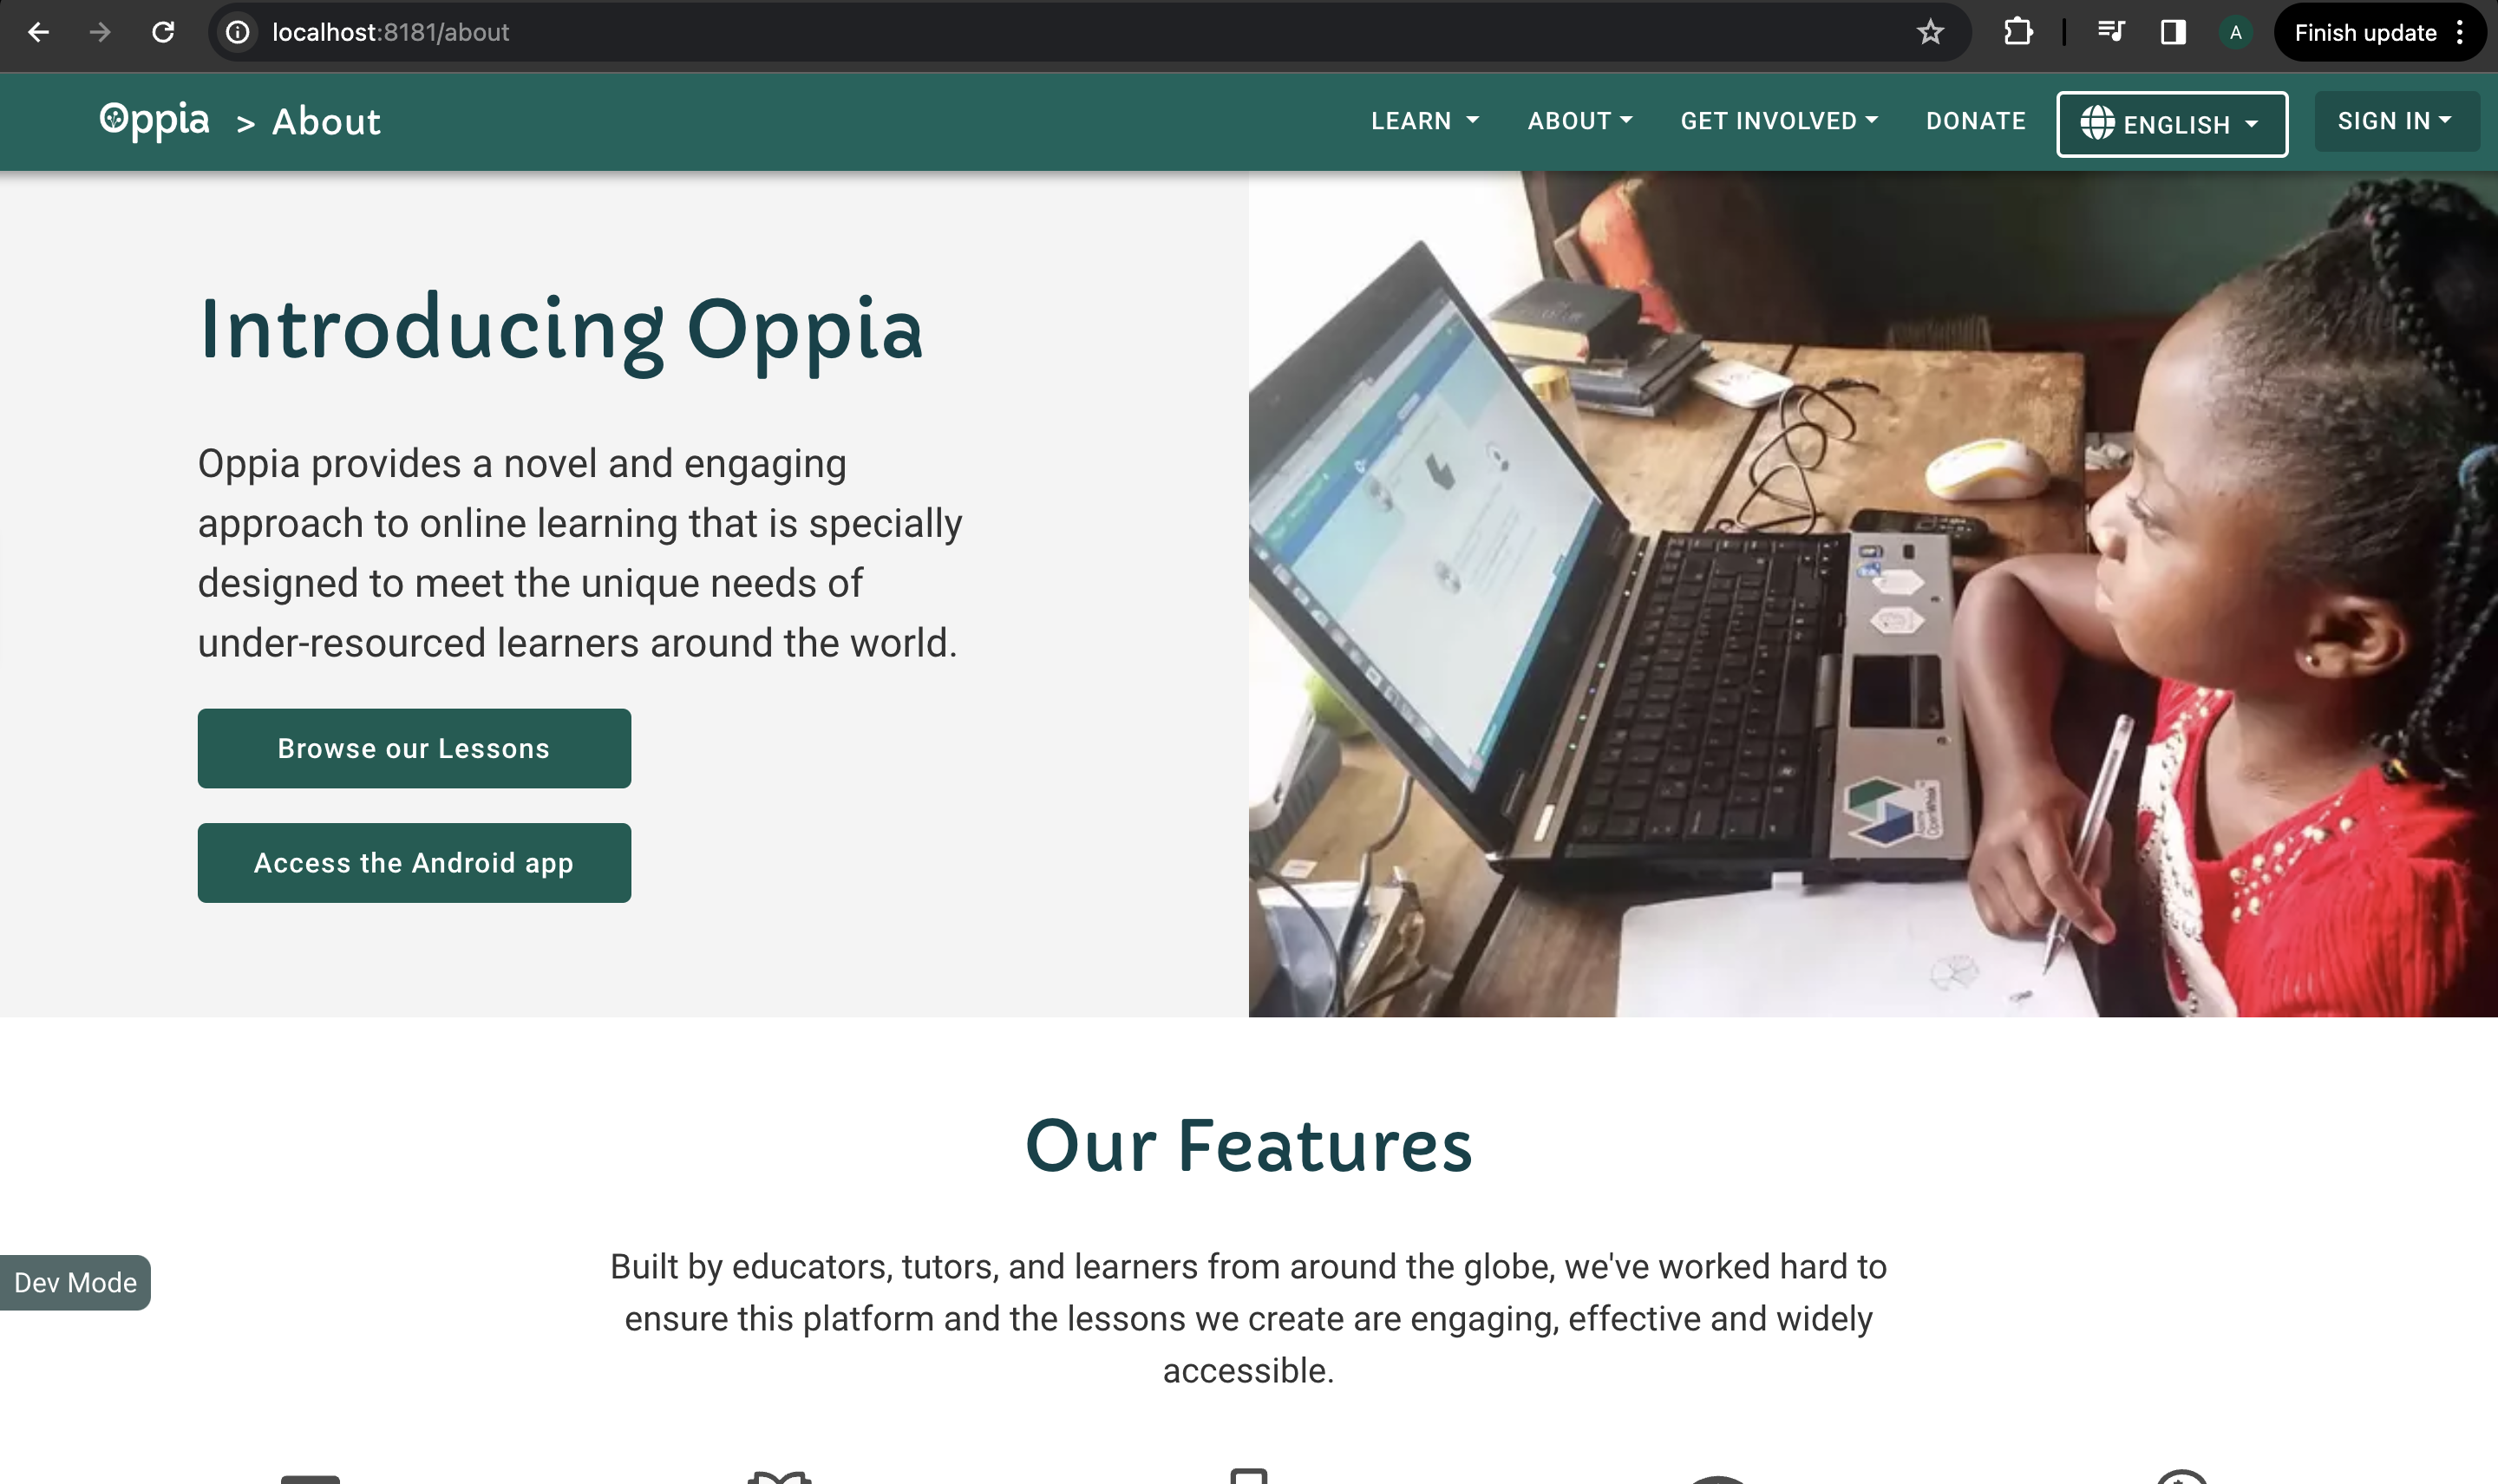 localhost:8181/about
A
Finish update
Oppia > About
LEARN
ABOUT
GET INVOLVED
DONATE
ENGLISH
SIGN IN
Introducing Oppia
Oppia provides a novel and engaging
approach to online learning that is specially
designed to meet the unique needs of
under-resourced learners around the world.
Browse our Lessons
Access the Android app
OpenWhisk
Our Features
Built by educators, tutors, and learners from around the globe, we've worked hard to
ensure this platform and the lessons we create are engaging, effective and widely
accessible.
Dev Mode